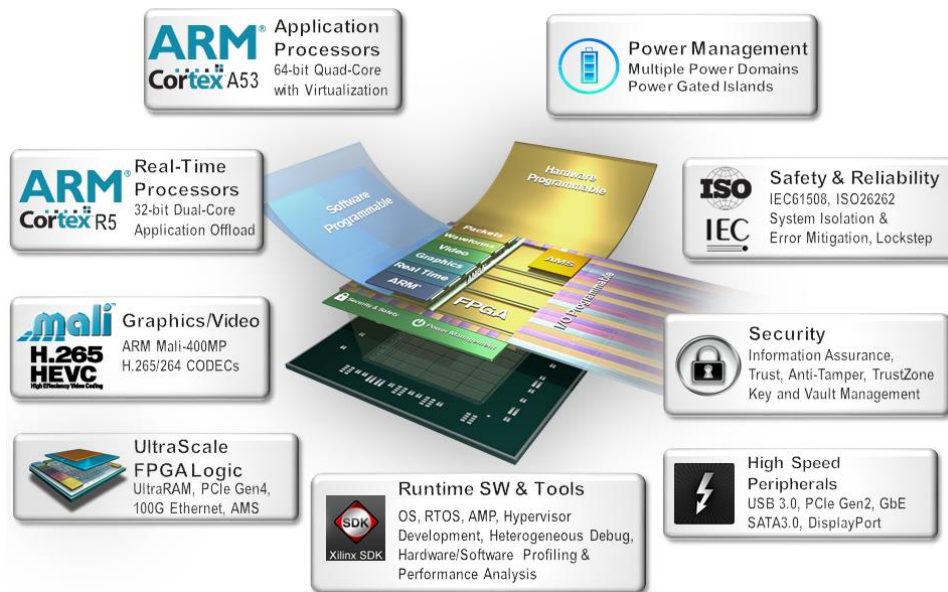 ARM®
Cortex A53
Application
Processors
64-bit Quad-Core
with Virtualization
Power Management
Multiple Power Domains
Power Gated Islands
ARM®
Cortex R5
Real-Time
Processors
32-bit Dual-Core
Application Offload
Software
Programmable
Hardware
Programmable
Packets
Waveforms
Video
Graphics
Real Time
ARM®
AMBA®
AMS
FPGA
I/O Programmable
Security & Safety
Power Management
ISO
IEC
Safety & Reliability
IEC61508, ISO26262
System Isolation &
Error Mitigation, Lockstep
mali™
H.265
HEVC
High Efficiency Video Coding
Graphics/Video
ARM Mali-400MP
H.265/264 CODECs
Security
Information Assurance,
Trust, Anti-Tamper, TrustZone
Key and Vault Management
UltraScale
FPGA Logic
UltraRAM, PCIe Gen4,
100G Ethernet, AMS
SDK
Xilinx SDK
Runtime SW & Tools
OS, RTOS, AMP, Hypervisor
Development, Heterogeneous Debug,
Hardware/Software Profiling &
Performance Analysis
High Speed
Peripherals
USB 3.0, PCIe Gen2, GbE
SATA3.0, DisplayPort